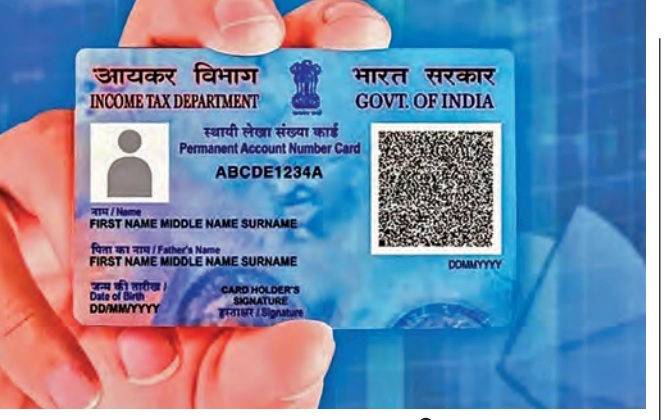 आयकर विभाग
INCOME TAX DEPARTMENT
भारत सरकार
GOVT. OF INDIA
स्थायी लेखा संख्या कार्ड
Permanent Account Number Card
ABCDE1234A
नाम / Name
FIRST NAME MIDDLE NAME SURNAME
पिता का नाम / Father's Name
FIRST NAME MIDDLE NAME SURNAME
जन्म की तारीख /
Date of Birth
DD/MM/YYYY
CARD HOLDER'S
SIGNATURE
हस्ताक्षर / Signature
DDMMYYYY